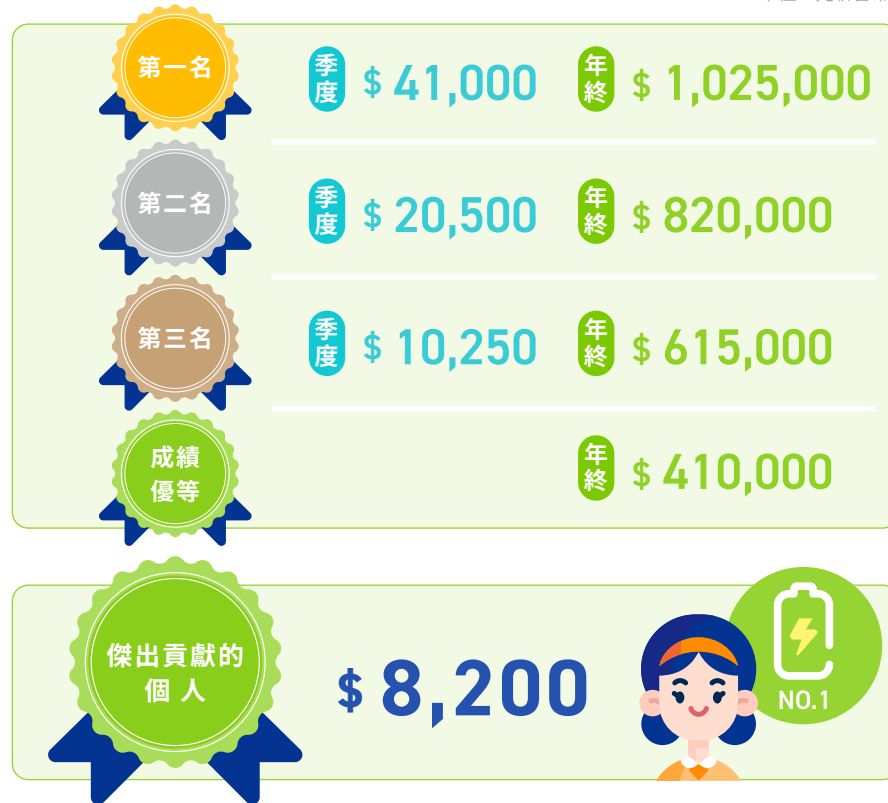 第一名
季度 $ 41,000 年終 $ 1,025,000
第二名
季度 $ 20,500 年終 $ 820,000
第三名
季度 $ 10,250 年終 $ 615,000
成績
優等
年終 $ 410,000
傑出貢獻的
個人
$ 8,200
NO.1